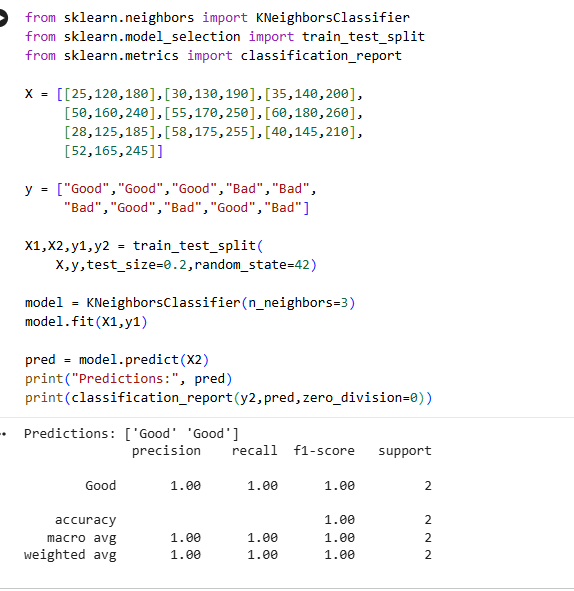 from sklearn.neighbors import KNeighborsClassifier
from sklearn.model_selection import train_test_split
from sklearn.metrics import classification_report
X = [[25,120,180],[30,130,190],[35,140,200],
[50,160,240],[55,170,250],[60,180,260],
[28,125,185],[58,175,255],[40,145,210],
[52,165,245]]
y = ["Good","Good","Good","Bad","Bad",
"Bad","Good","Bad","Good","Bad"]
X1,X2,y1,y2 = train_test_split(
X,y,test_size=0.2,random_state=42)
model = KNeighborsClassifier(n_neighbors=3)
model.fit(X1,y1)
pred = model.predict(X2)
print("Predictions:", pred)
print(classification_report(y2,pred,zero_division=0))
Predictions: ['Good' 'Good']
precision recall f1-score support
Good 1.00 1.00 1.00 2
accuracy 1.00 2
macro avg 1.00 1.00 1.00 2
weighted avg 1.00 1.00 1.00 2